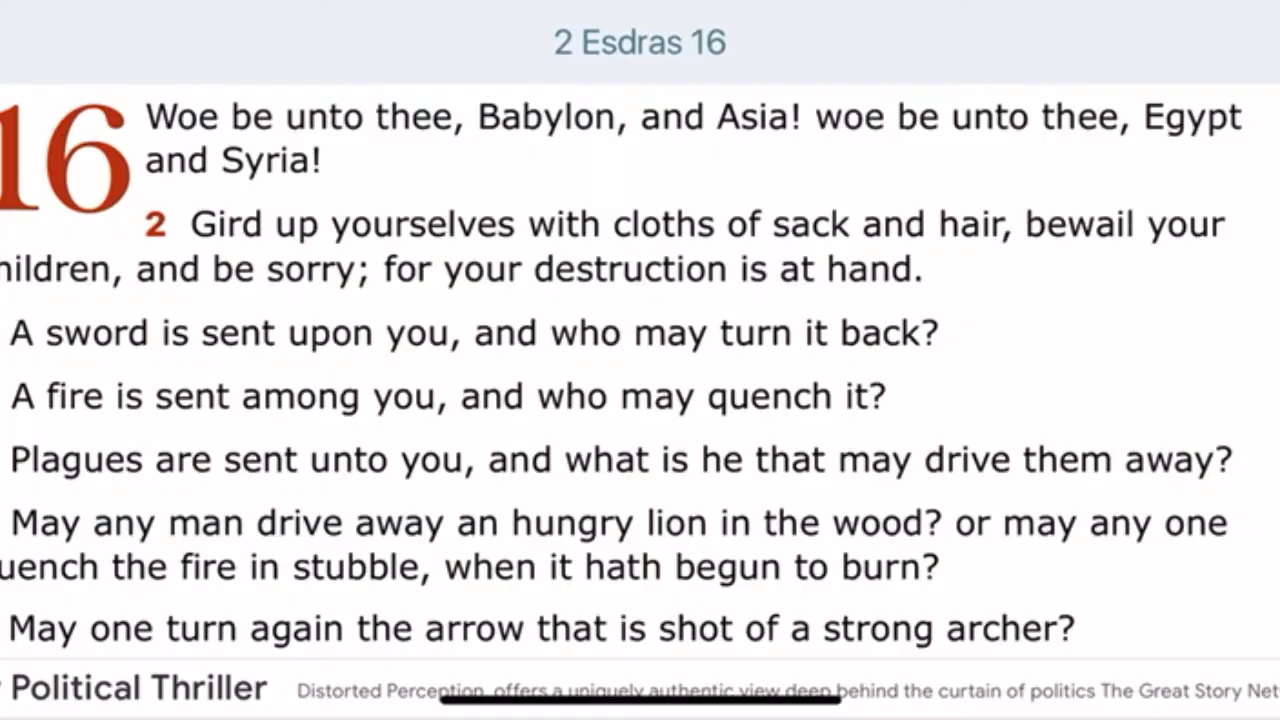 2 Esdras 16
16 Woe be unto thee, Babylon, and Asia! woe be unto thee, Egypt
and Syria!
2 Gird up yourselves with cloths of sack and hair, bewail your
hildren, and be sorry; for your destruction is at hand.
A sword is sent upon you, and who may turn it back?
A fire is sent among you, and who may quench it?
Plagues are sent unto you, and what is he that may drive them away?
May any man drive away an hungry lion in the wood? or may any one
uench the fire in stubble, when it hath begun to burn?
May one turn again the arrow that is shot of a strong archer?
Political Thriller Distorted Perception, offers a uniquely authentic view deep behind the curtain of politics The Great Story Net